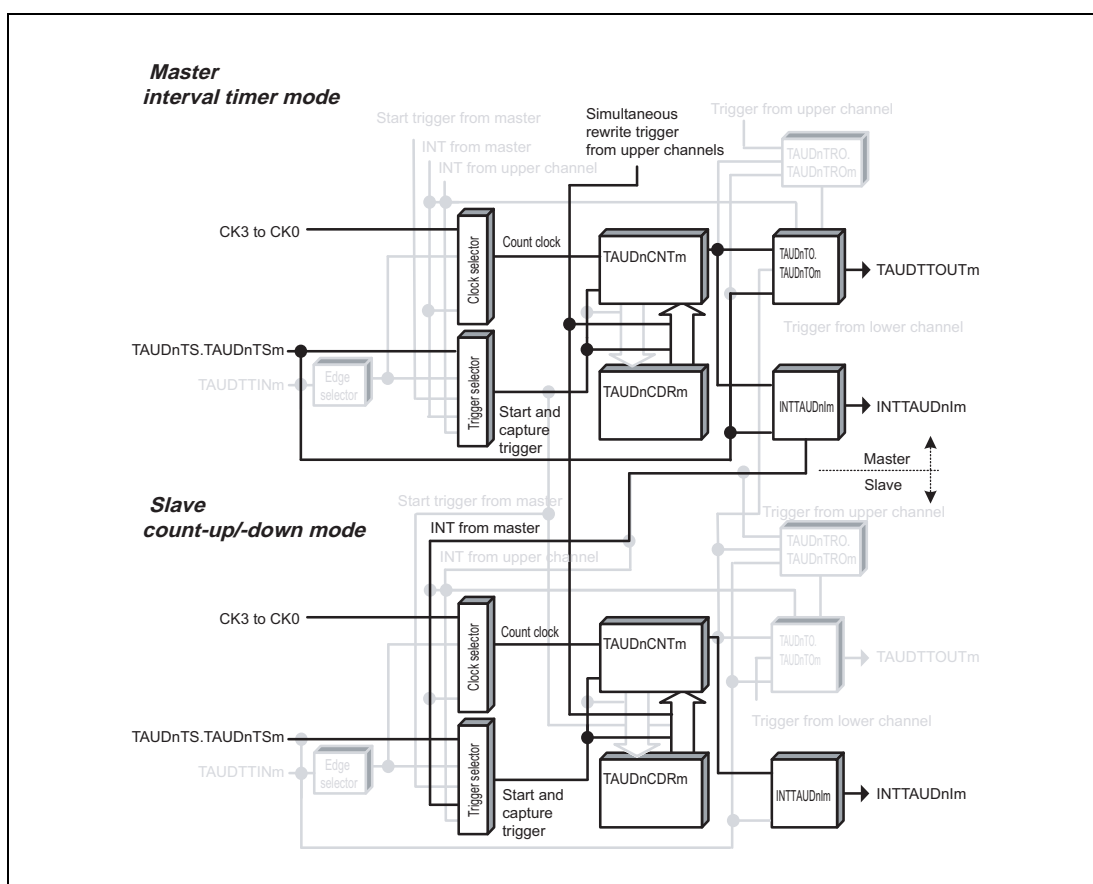 Master
interval timer mode
Start trigger from master
INT from master
INT from upper channel
Simultaneous
rewrite trigger
from upper channels
Trigger from upper channel
TAUDnTRO.
TAUDnTROm
CK3 to CK0
Clock selector
Count clock
TAUDnCNTm
TAUDnTO.
TAUDnTOm
TAUDTTOUTm
Trigger from lower channel
TAUDnTS.TAUDnTSm
TAUDTTINm
Edge
selector
Trigger selector
Start and
capture
trigger
TAUDnCDRm
INTTAUDnIm
INTTAUDnIm
Master
Slave
Slave
count-up/-down mode
Start trigger from master
INT from master
INT from upper channel
Trigger from upper channel
TAUDnTRO.
TAUDnTROm
CK3 to CK0
Clock selector
Count clock
TAUDnCNTm
TAUDnTO.
TAUDnTOm
TAUDTTOUTm
Trigger from lower channel
TAUDnTS.TAUDnTSm
TAUDTTINm
Edge
selector
Trigger selector
Start and
capture
trigger
TAUDnCDRm
INTTAUDnIm
INTTAUDnIm